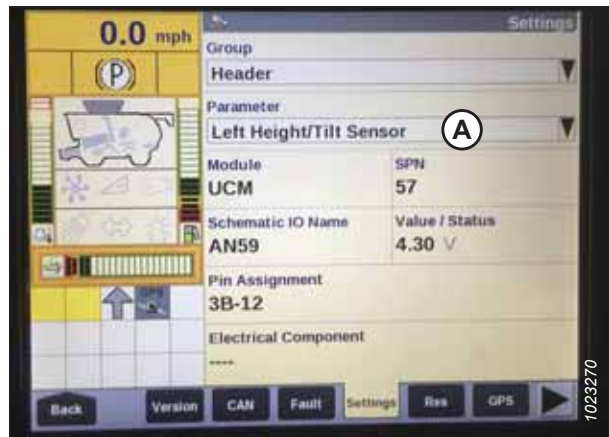 0.0 mph
Settings
(P)
Group
Header
Parameter
Left Height/Tilt Sensor
A
Module
SPN
UCM
57
Schematic IO Name
Value / Status
AN59
4.30 V
Pin Assignment
3B-12
Electrical Component
----
Back
Version
CAN
Fault
Settings
Res
GPS
1023270